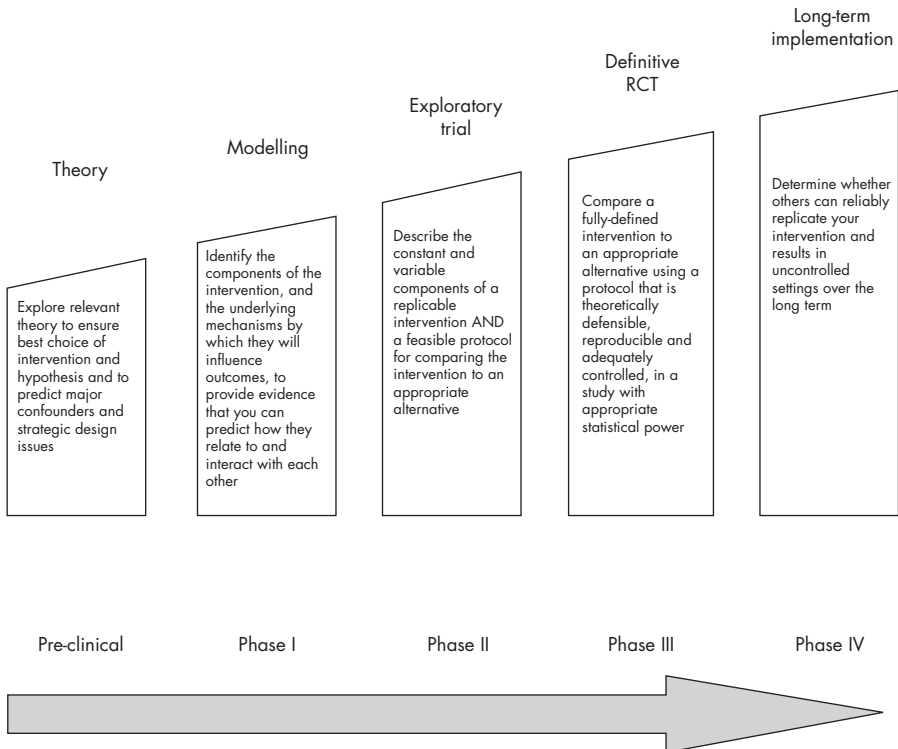 Theory
Explore relevant
theory to ensure
best choice of
intervention and
hypothesis and to
predict major
confounders and
strategic design
issues
Modelling
Identify the
components of the
intervention, and
the underlying
mechanisms by
which they will
influence
outcomes, to
provide evidence
that you can
predict how they
relate to and
interact with each
other
Exploratory
trial
Describe the
constant and
variable
components of a
replicable
intervention AND
a feasible protocol
for comparing the
intervention to an
appropriate
alternative
Definitive
RCT
Compare a
fully-defined
intervention to
an appropriate
alternative using a
protocol that is
theoretically
defensible,
reproducible and
adequately
controlled, in a
study with
appropriate
statistical power
Long-term
implementation
Determine whether
others can reliably
replicate your
intervention and
results in
uncontrolled
settings over the
long term
Pre-clinical
Phase I
Phase II
Phase III
Phase IV